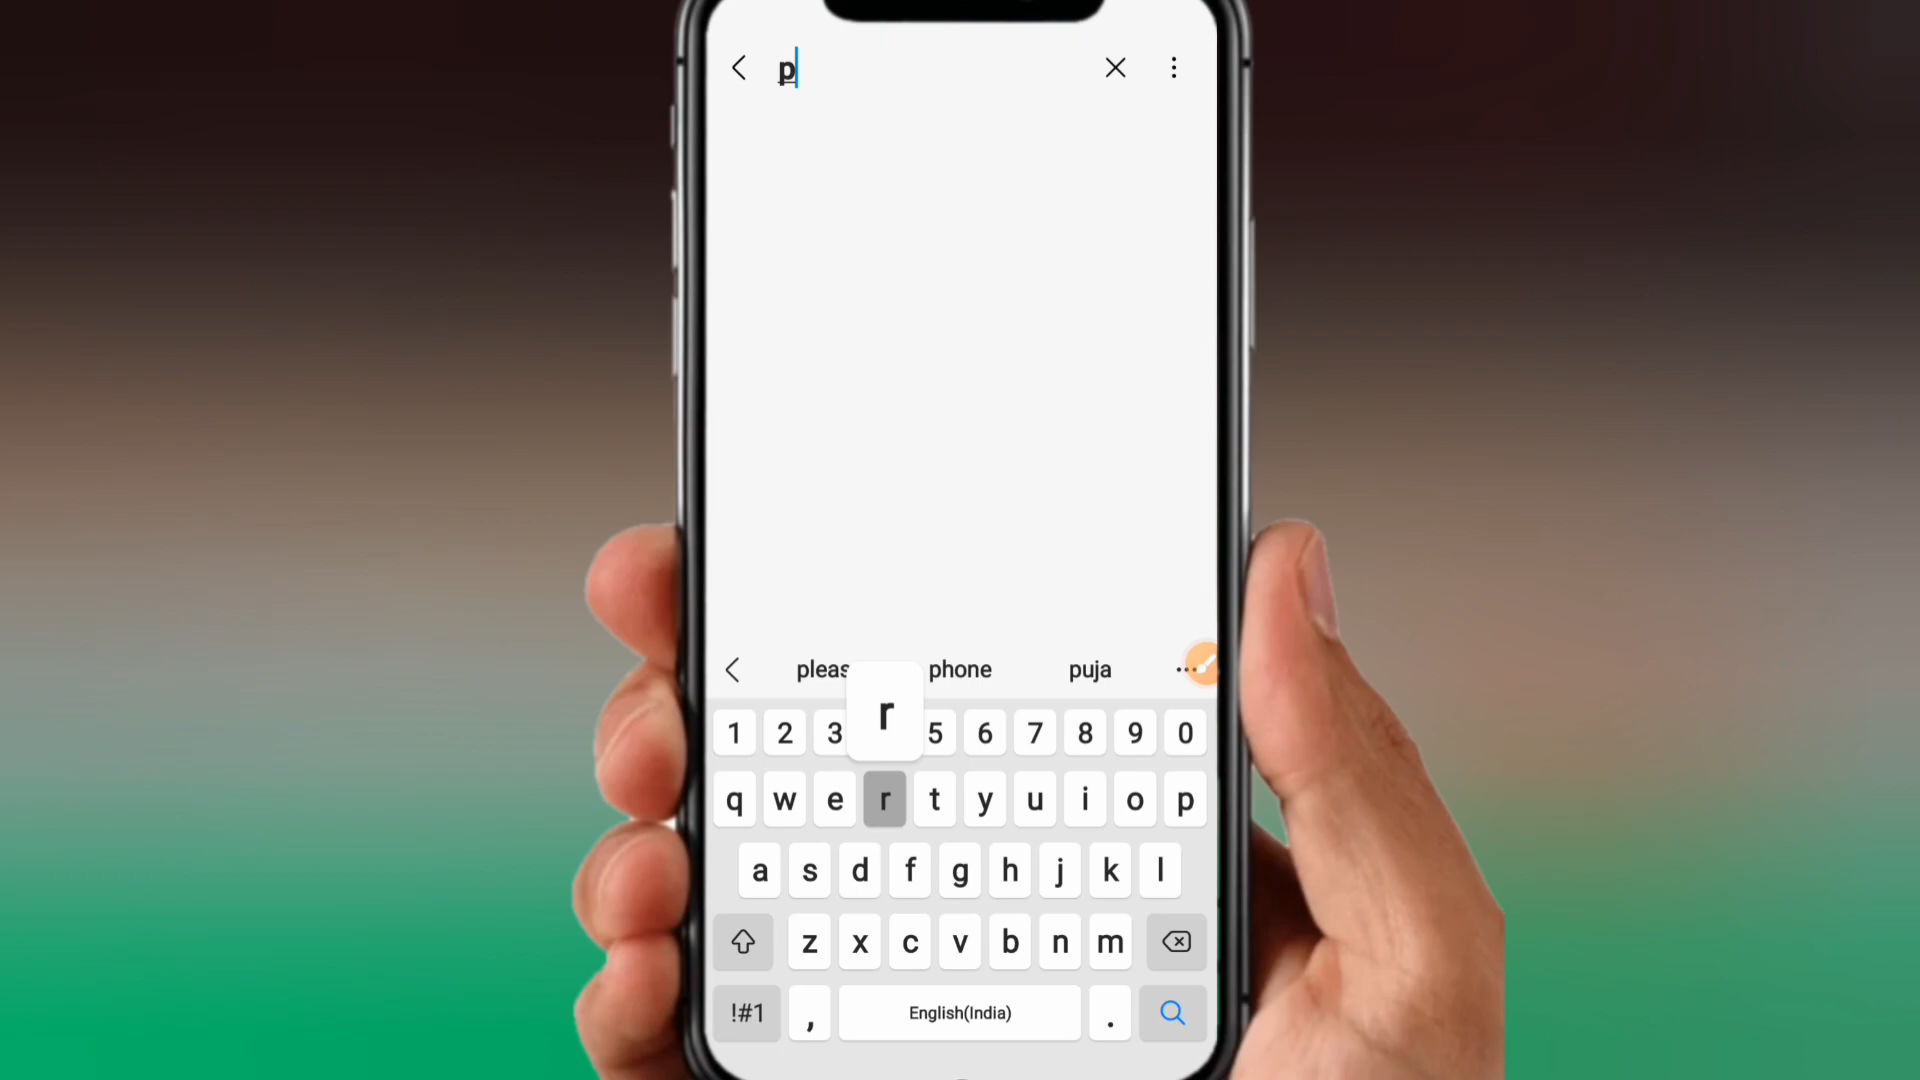 p
pleas phone puja
r
1 2 3 5 6 7 8 9 0
q w e r t y u i o p
a s d f g h j k l
z x c v b n m
!#1 , English(India) .